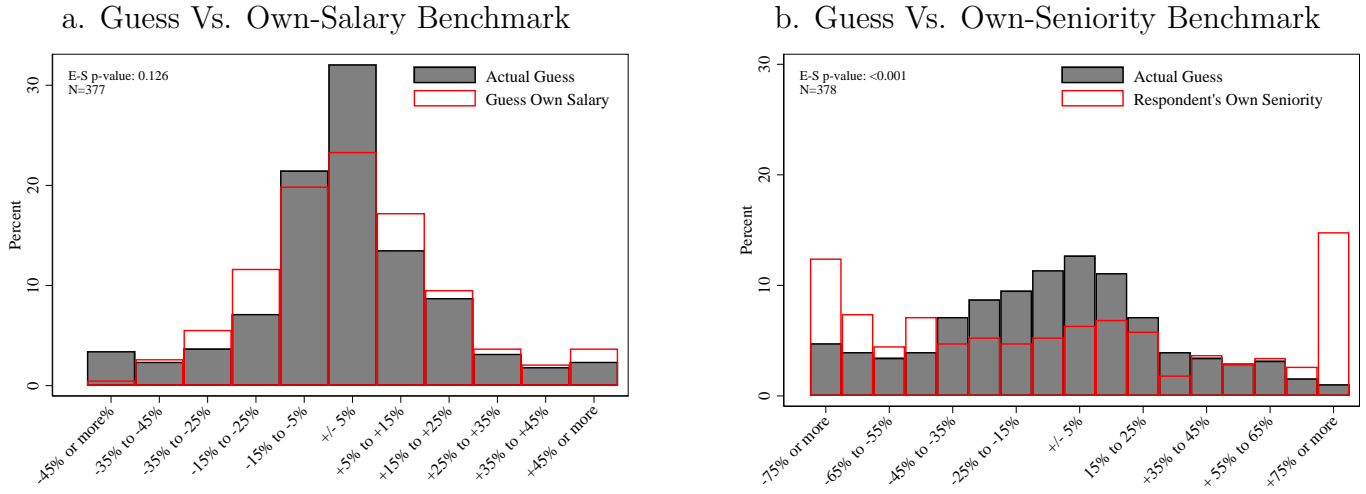 a. Guess Vs. Own-Salary Benchmark
E-S p-value: 0.126
N=377
Actual Guess
Guess Own Salary
Percent
30
20
10
0
-45% or more%
-35% to -45%
-35% to -25%
-15% to -25%
-15% to -5%
+/- 5%
+5% to +15%
+15% to +25%
+25% to +35%
+35% to +45%
+45% or more
b. Guess Vs. Own-Seniority Benchmark
E-S p-value: <0.001
N=378
Actual Guess
Respondent's Own Seniority
Percent
30
20
10
0
-75% or more
-65% to -55%
-45% to -35%
-25% to -15%
+/- 5%
15% to 25%
+35% to 45%
+55% to 65%
+75% or more